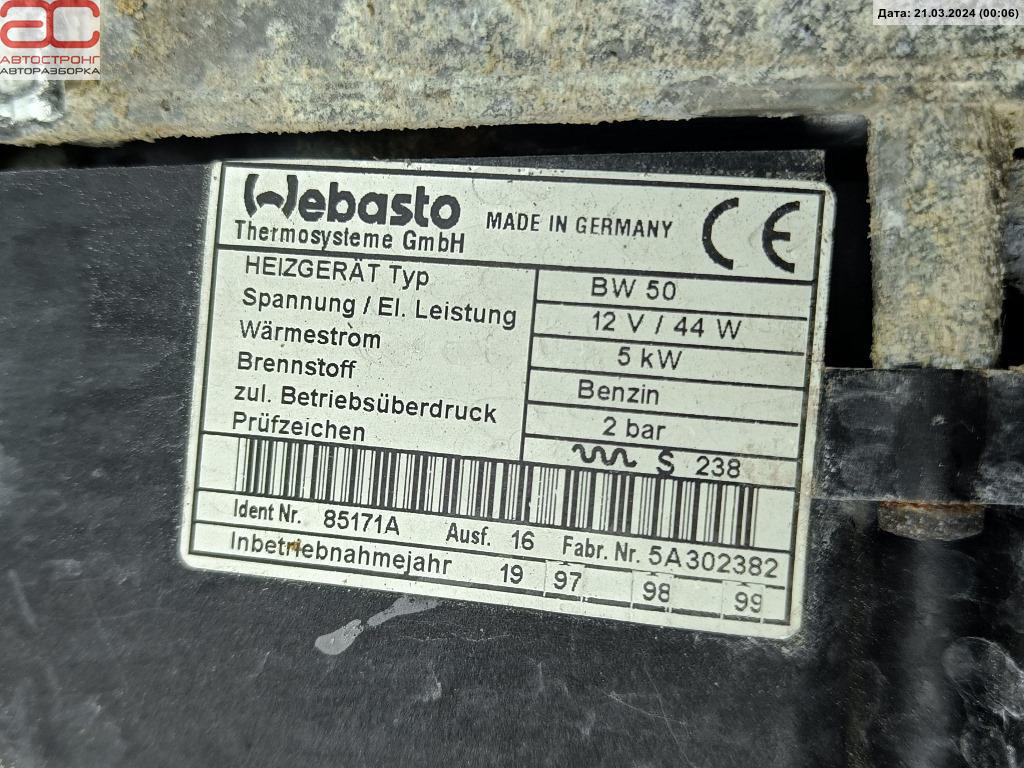 АС
АВТОСТРОНГ
АВТОРАЗБОРКА
Дата: 21.03.2024 (00:06)
Webasto
Thermosysteme GmbH
MADE IN GERMANY
CE
HEIZGERÄT Typ BW 50
Spannung / El. Leistung 12 V / 44 W
Wärmestrom 5 kW
Brennstoff Benzin
zul. Betriebsüberdruck 2 bar
Prüfzeichen S 238
Ident Nr. 85171A Ausf. 16 Fabr. Nr. 5A302382
Inbetriebnahmejahr 19 97 98 99